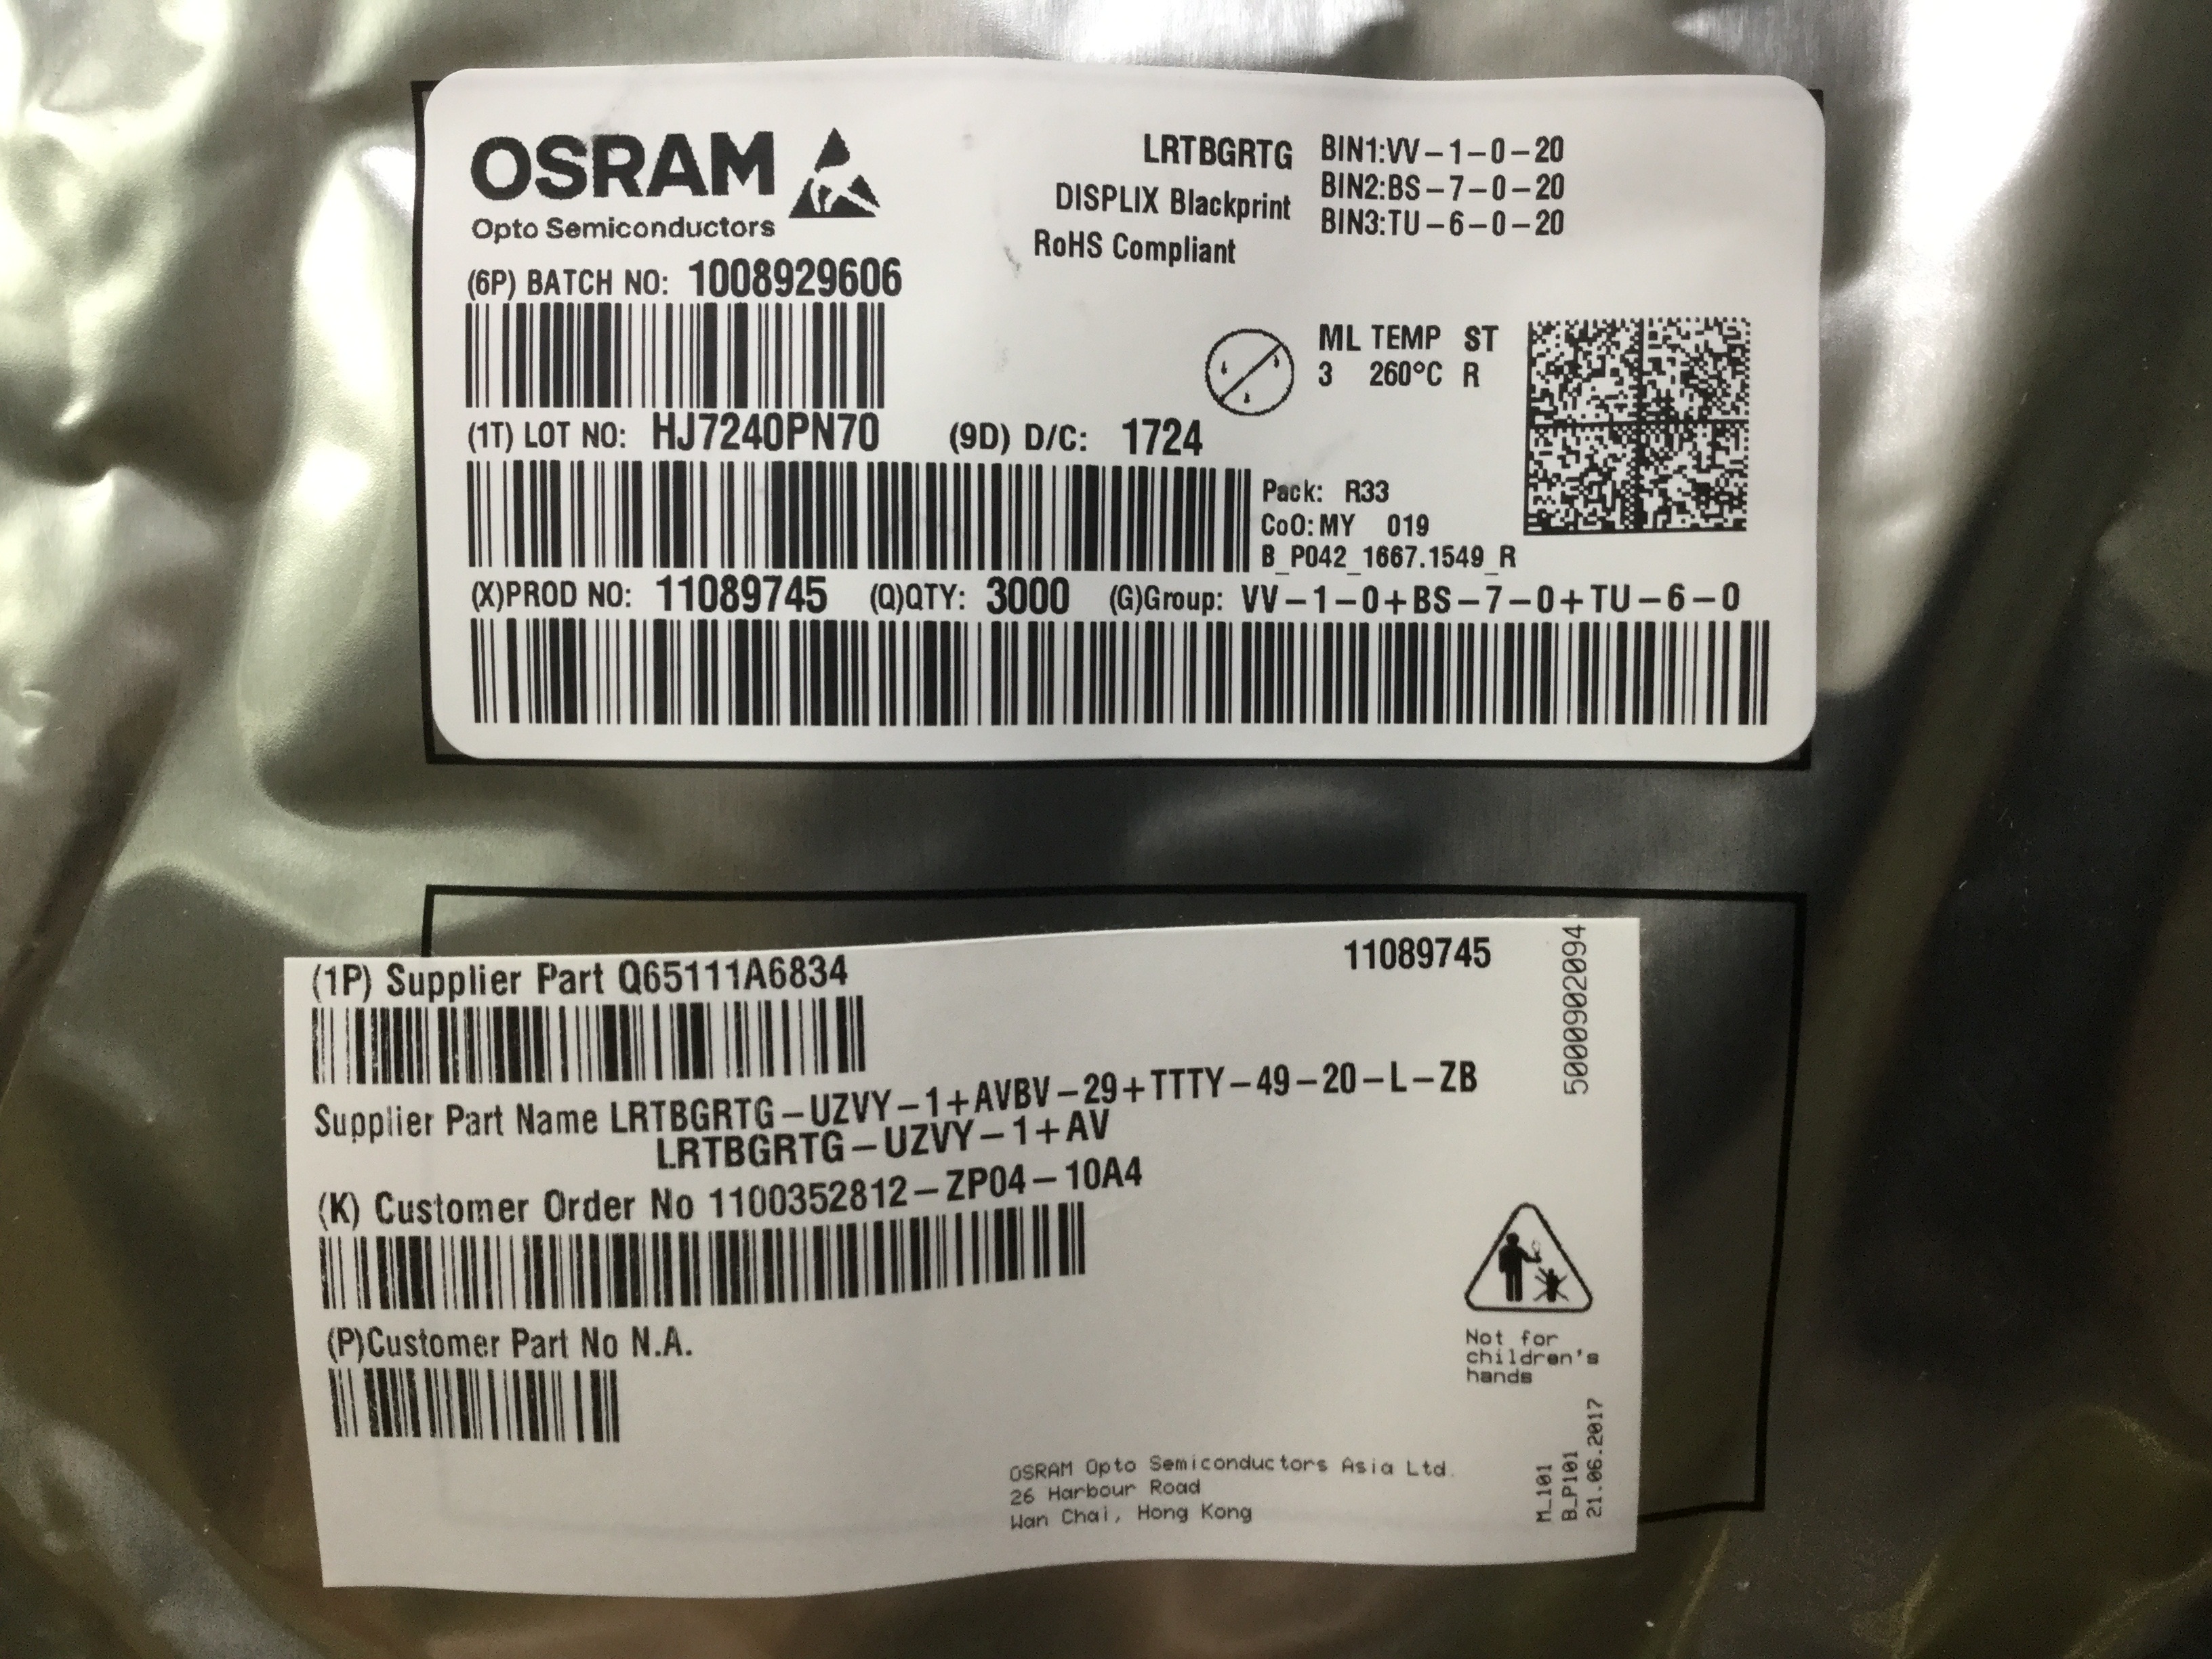 OSRAM
Opto Semiconductors
LRTBGRTG
DISPLIX Blackprint
RoHS Compliant
BIN1:VV-1-0-20
BIN2:BS-7-0-20
BIN3:TU-6-0-20
(6P) BATCH NO: 1008929606
ML TEMP ST
3 260°C R
(1T) LOT NO: HJ7240PN70 (9D) D/C: 1724
Pack: R33
CoO: MY 019
B_P042_1667.1549_R
(X)PROD NO: 11089745 (Q)QTY: 3000 (G)Group: VV-1-0+BS-7-0+TU-6-0
(1P) Supplier Part Q65111A6834
11089745
5000902094
Supplier Part Name LRTBGRTG-UZVY-1+AVBV-29+TTTY-49-20-L-ZB
LRTBGRTG-UZVY-1+AV
(K) Customer Order No 1100352812-ZP04-10A4
(P)Customer Part No N.A.
Not for
children's
hands
OSRAM Opto Semiconductors Asia Ltd.
26 Harbour Road
Wan Chai, Hong Kong
M_101
B_P101
21.06.2017